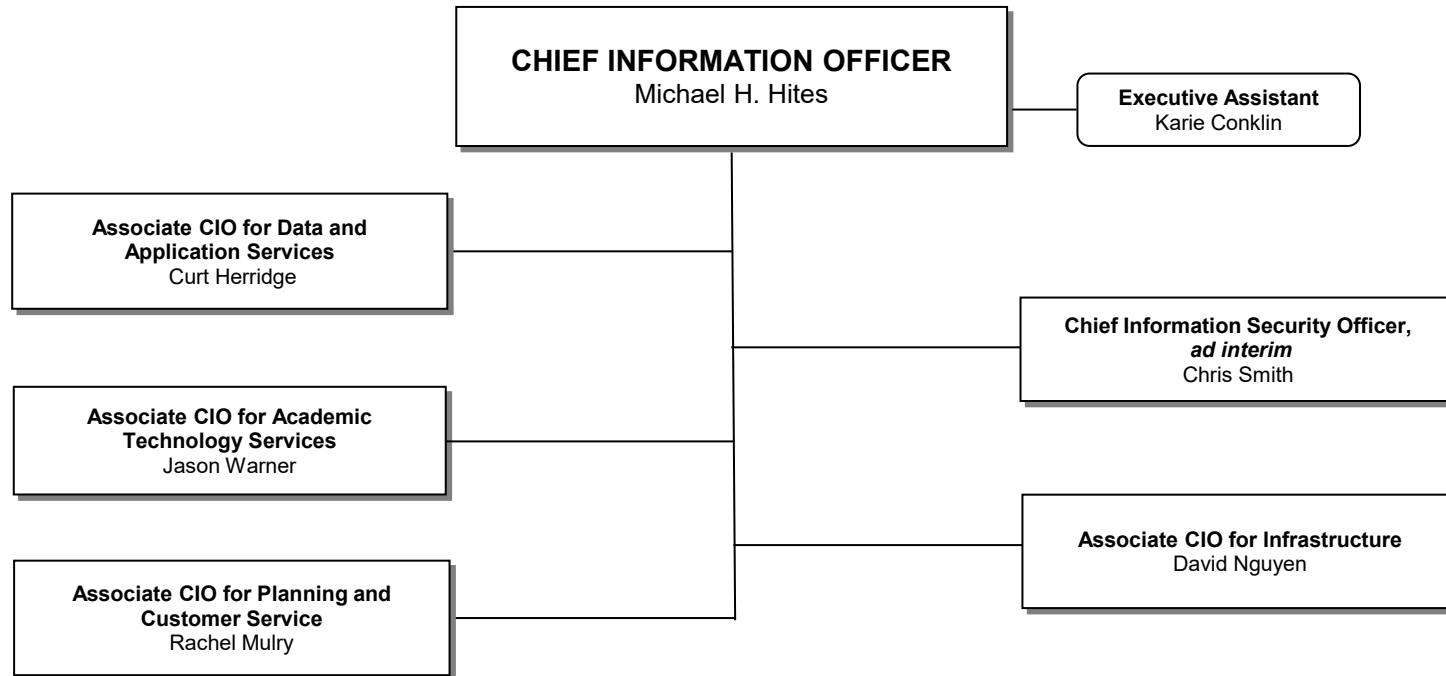 CHIEF INFORMATION OFFICER
Michael H. Hites
Executive Assistant
Karie Conklin
Associate CIO for Data and
Application Services
Curt Herridge
Chief Information Security Officer,
ad interim
Chris Smith
Associate CIO for Academic
Technology Services
Jason Warner
Associate CIO for Infrastructure
David Nguyen
Associate CIO for Planning and
Customer Service
Rachel Mulry